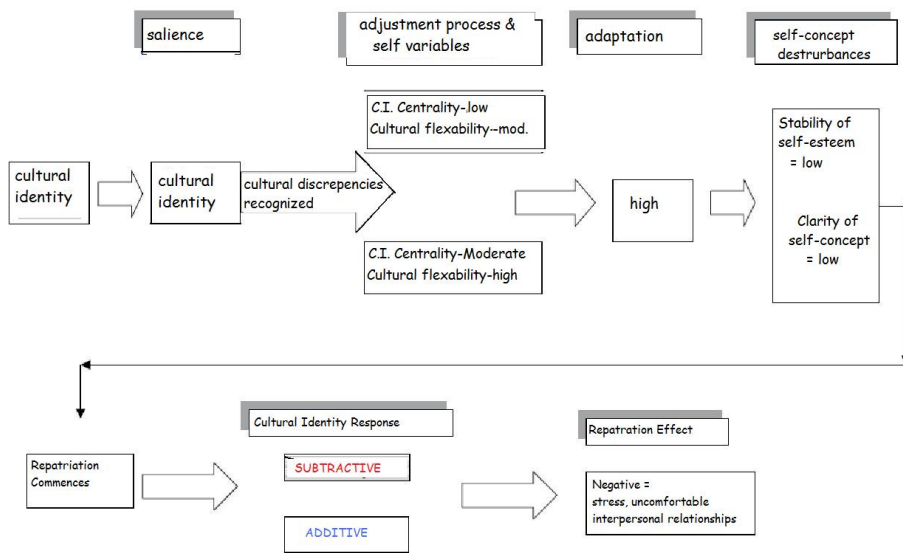 salience
adjustment process &
self variables
adaptation
self-concept
destrurbances
C.I. Centrality-low
Cultural flexability--mod.
cultural
identity
cultural
identity
cultural discrepencies
recognized
high
Stability of
self-esteem
= low
Clarity of
self-concept
= low
C.I. Centrality-Moderate
Cultural flexability-high
Repatriation
Commences
Cultural Identity Response
SUBTRACTIVE
ADDITIVE
Repatration Effect
Negative =
stress, uncomfortable
interpersonal relationships